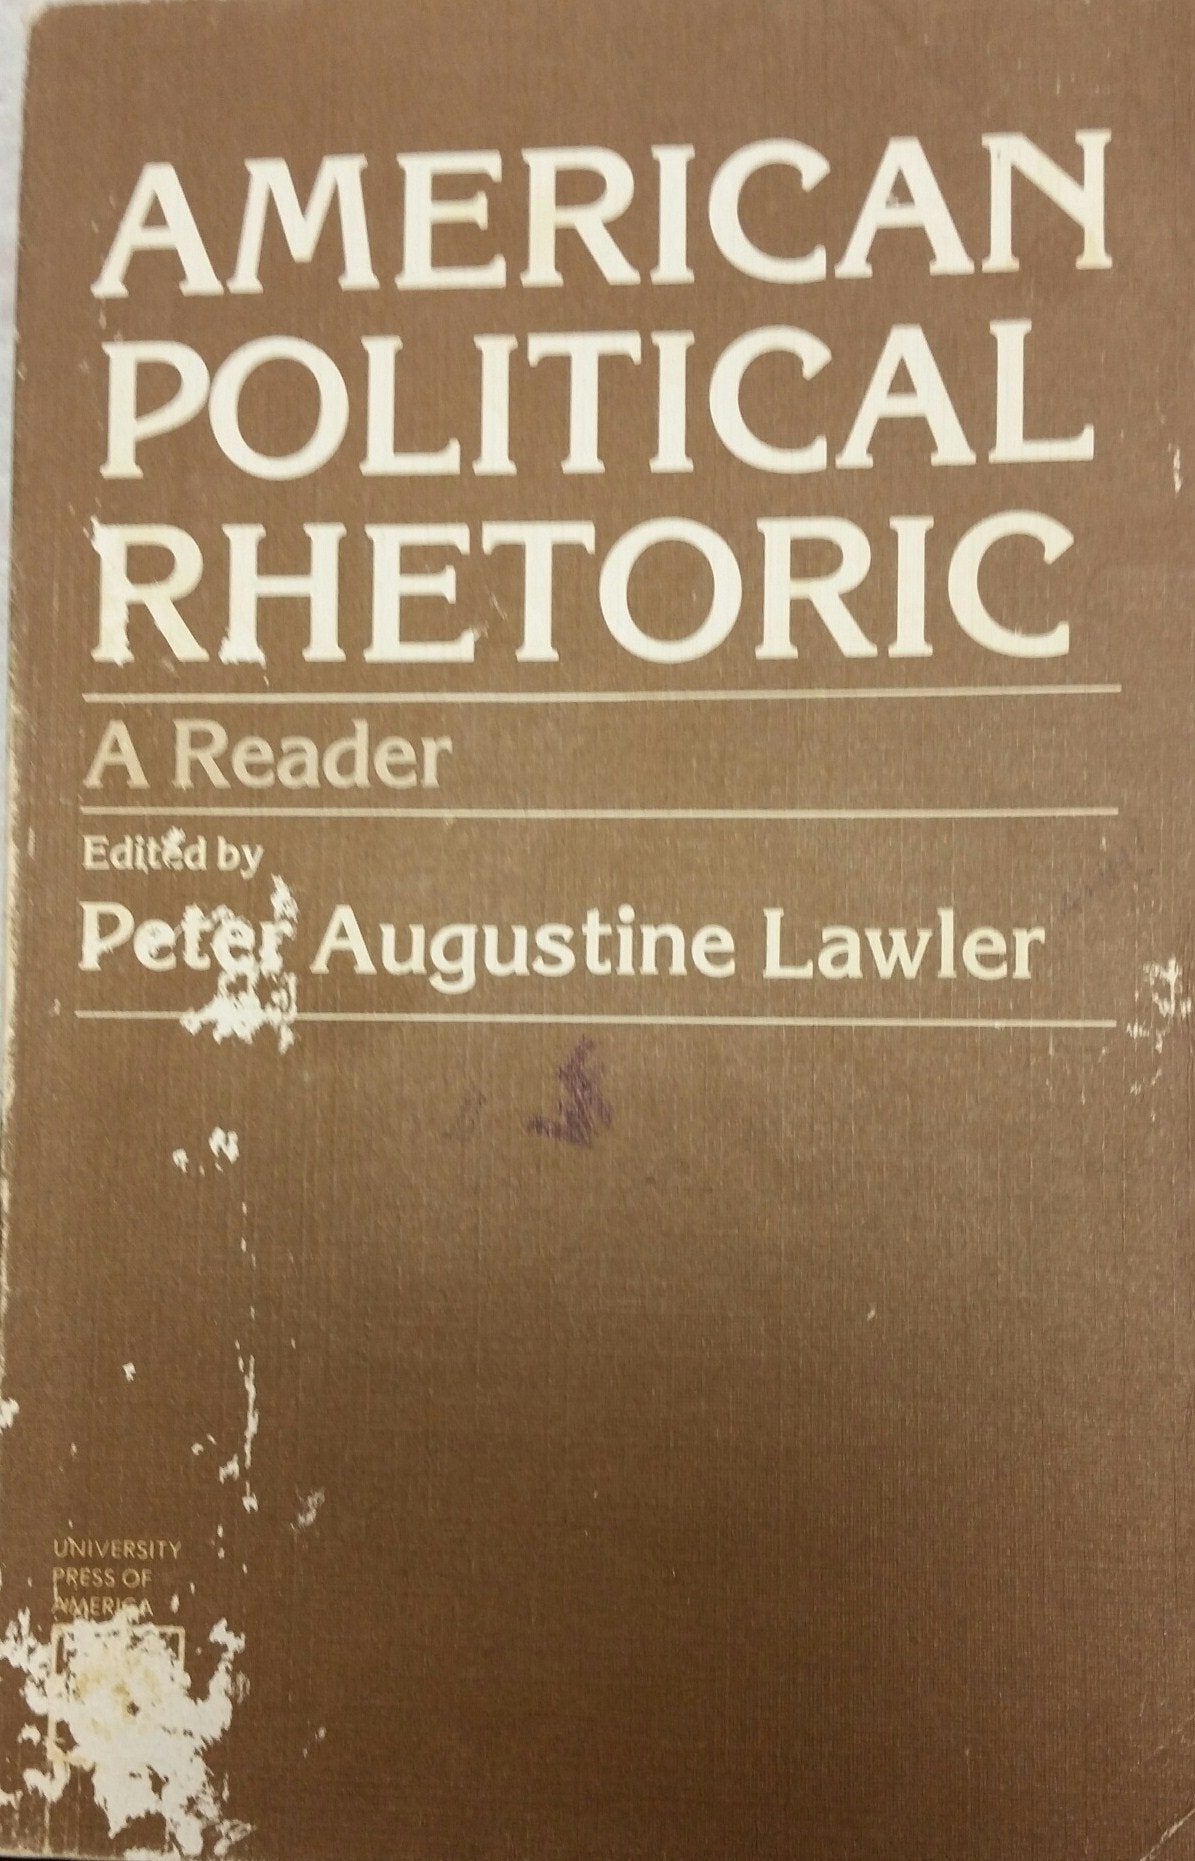 AMERICAN
POLITICAL
RHETORIC
A Reader
Edited by
Peter Augustine Lawler
UNIVERSITY
PRESS OF
AMERICA